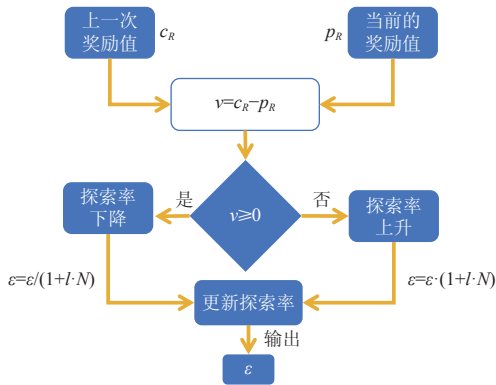 上一次
奖励值
c_R
p_R
当前的
奖励值
v=c_R−p_R
探索率
下降
是
v≥0
否
探索率
上升
ε=ε/(1+l·N)
更新探索率
ε=ε·(1+l·N)
输出
ε